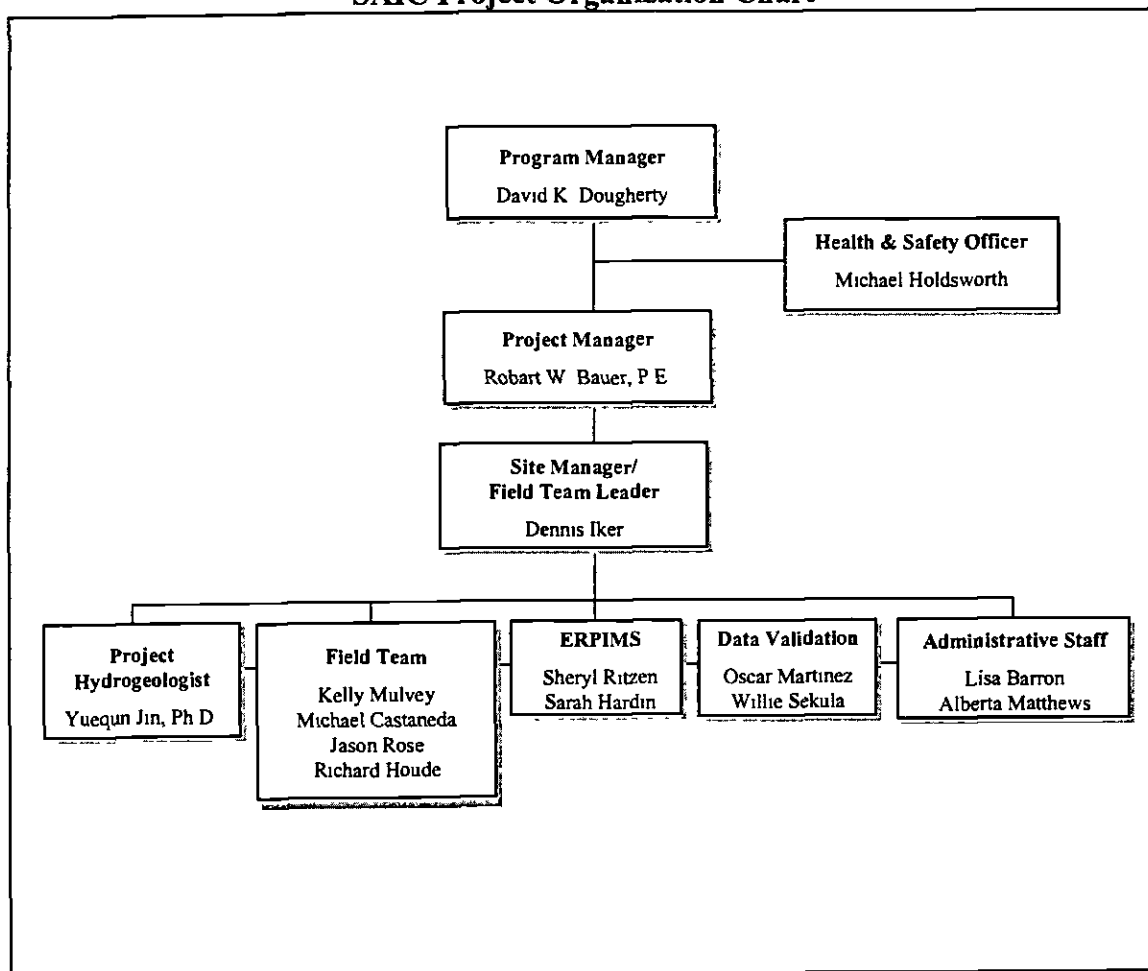 SAIC Project Organization Chart
Program Manager
David K Dougherty
Health & Safety Officer
Michael Holdsworth
Project Manager
Robart W Bauer, P E
Site Manager/
Field Team Leader
Dennis Iker
Project
Hydrogeologist
Yuequn Jin, Ph D
Field Team
Kelly Mulvey
Michael Castaneda
Jason Rose
Richard Houde
ERPIMS
Sheryl Ritzen
Sarah Hardin
Data Validation
Oscar Martinez
Willie Sekula
Administrative Staff
Lisa Barron
Alberta Matthews